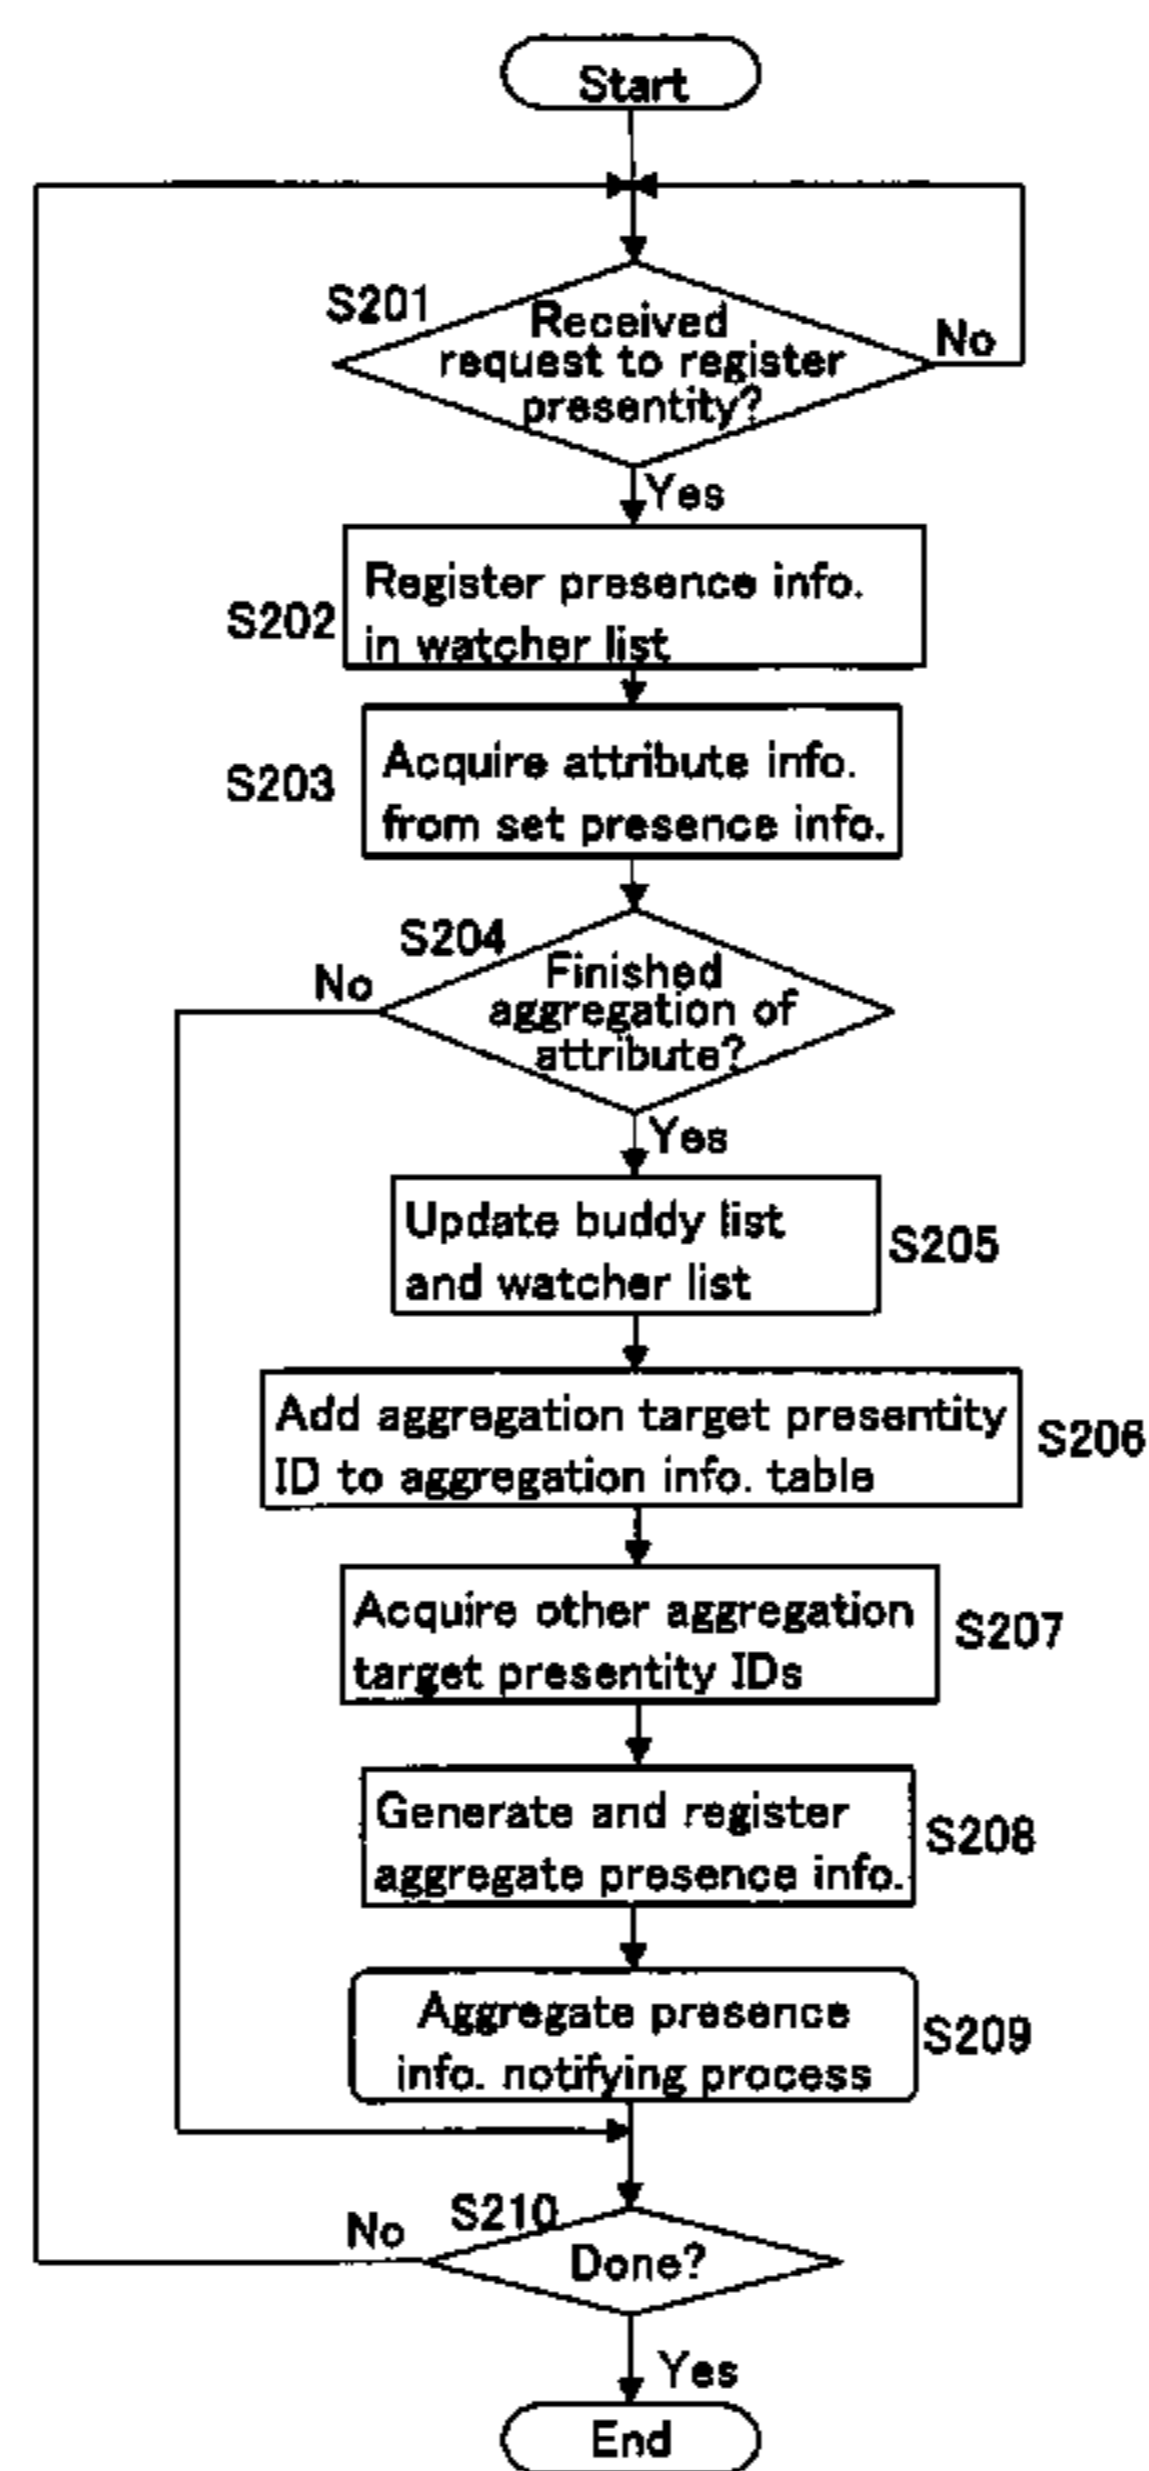 Start
S201
Received
request to register
presentity?
No
Yes
S202
Register presence info.
in watcher list
S203
Acquire attribute info.
from set presence info.
S204
No
Finished
aggregation of
attribute?
Yes
Update buddy list
and watcher list
S205
Add aggregation target presentity
ID to aggregation info. table
S206
Acquire other aggregation
target presentity IDs
S207
Generate and register
aggregate presence info.
S208
Aggregate presence
info. notifying process
S209
S210
No
Done?
Yes
End